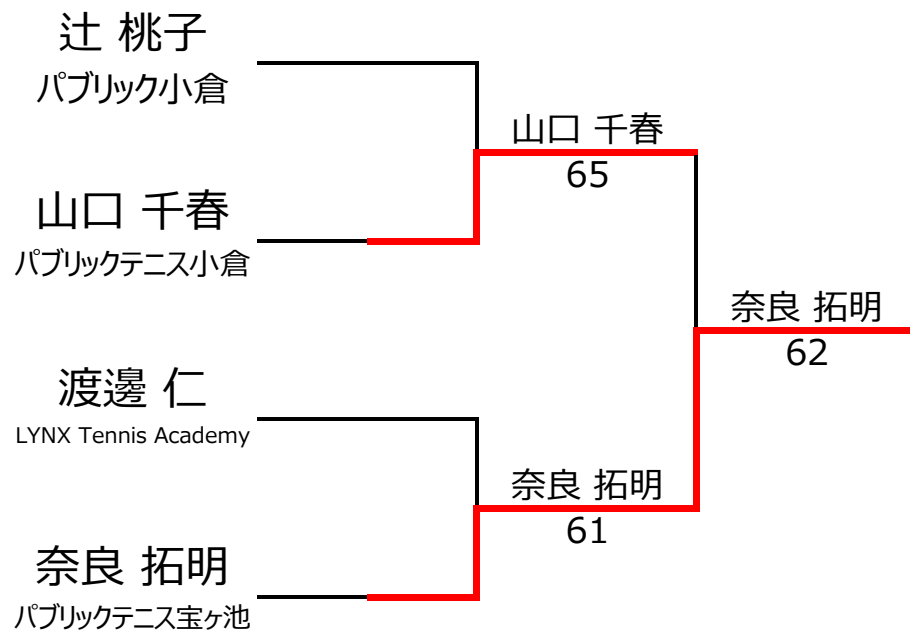 辻 桃子
パブリック小倉
山口 千春
65
山口 千春
パブリックテニス小倉
奈良 拓明
62
渡邊 仁
LYNX Tennis Academy
奈良 拓明
61
奈良 拓明
パブリックテニス宝ヶ池